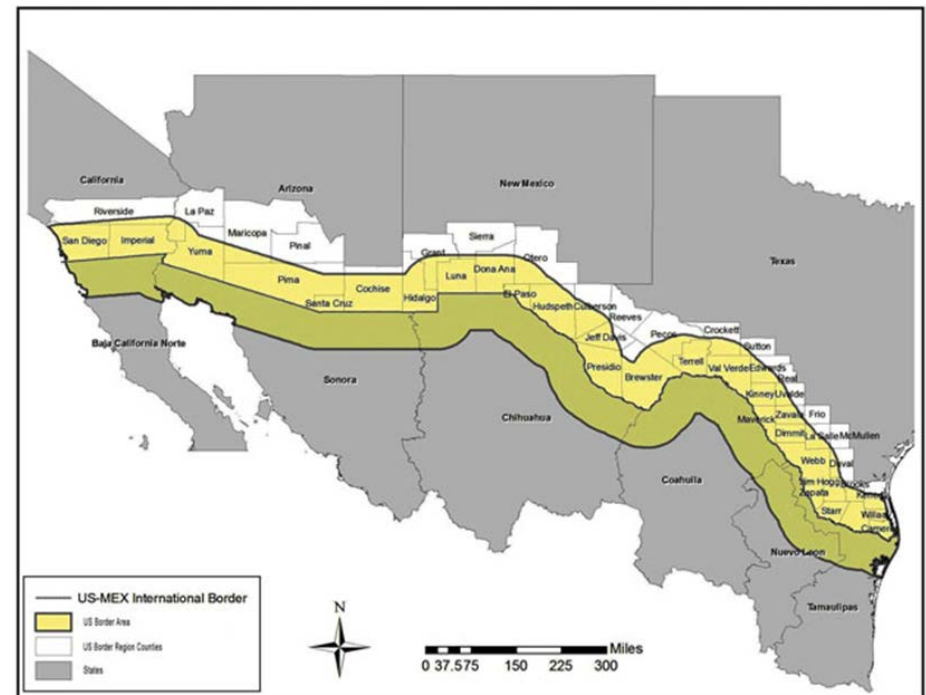 California
Arizona
New Mexico
Texas
Riverside
La Paz
Maricopa
Pinal
Grant
Sierra
Otero
San Diego
Imperial
Yuma
Pima
Santa Cruz
Cochise
Hidalgo
Luna
Dona Ana
El Paso
Hudspeth
Culberson
Reeves
Jeff Davis
Pecos
Crockett
Sutton
Presidio
Brewster
Terrell
Val Verde
Edwards
Real
Kinney
Uvalde
Maverick
Zavala
Frio
Dimmit
La Salle
McMullen
Webb
Duval
Jim Hogg
Brooks
Zapata
Starr
Baja California Norte
Sonora
Chihuahua
Coahuila
Nuevo Leon
Tamaulipas
US-MEX International Border
US Border Area
US Border Region Counties
States
N
Miles
0 37.575 150 225 300